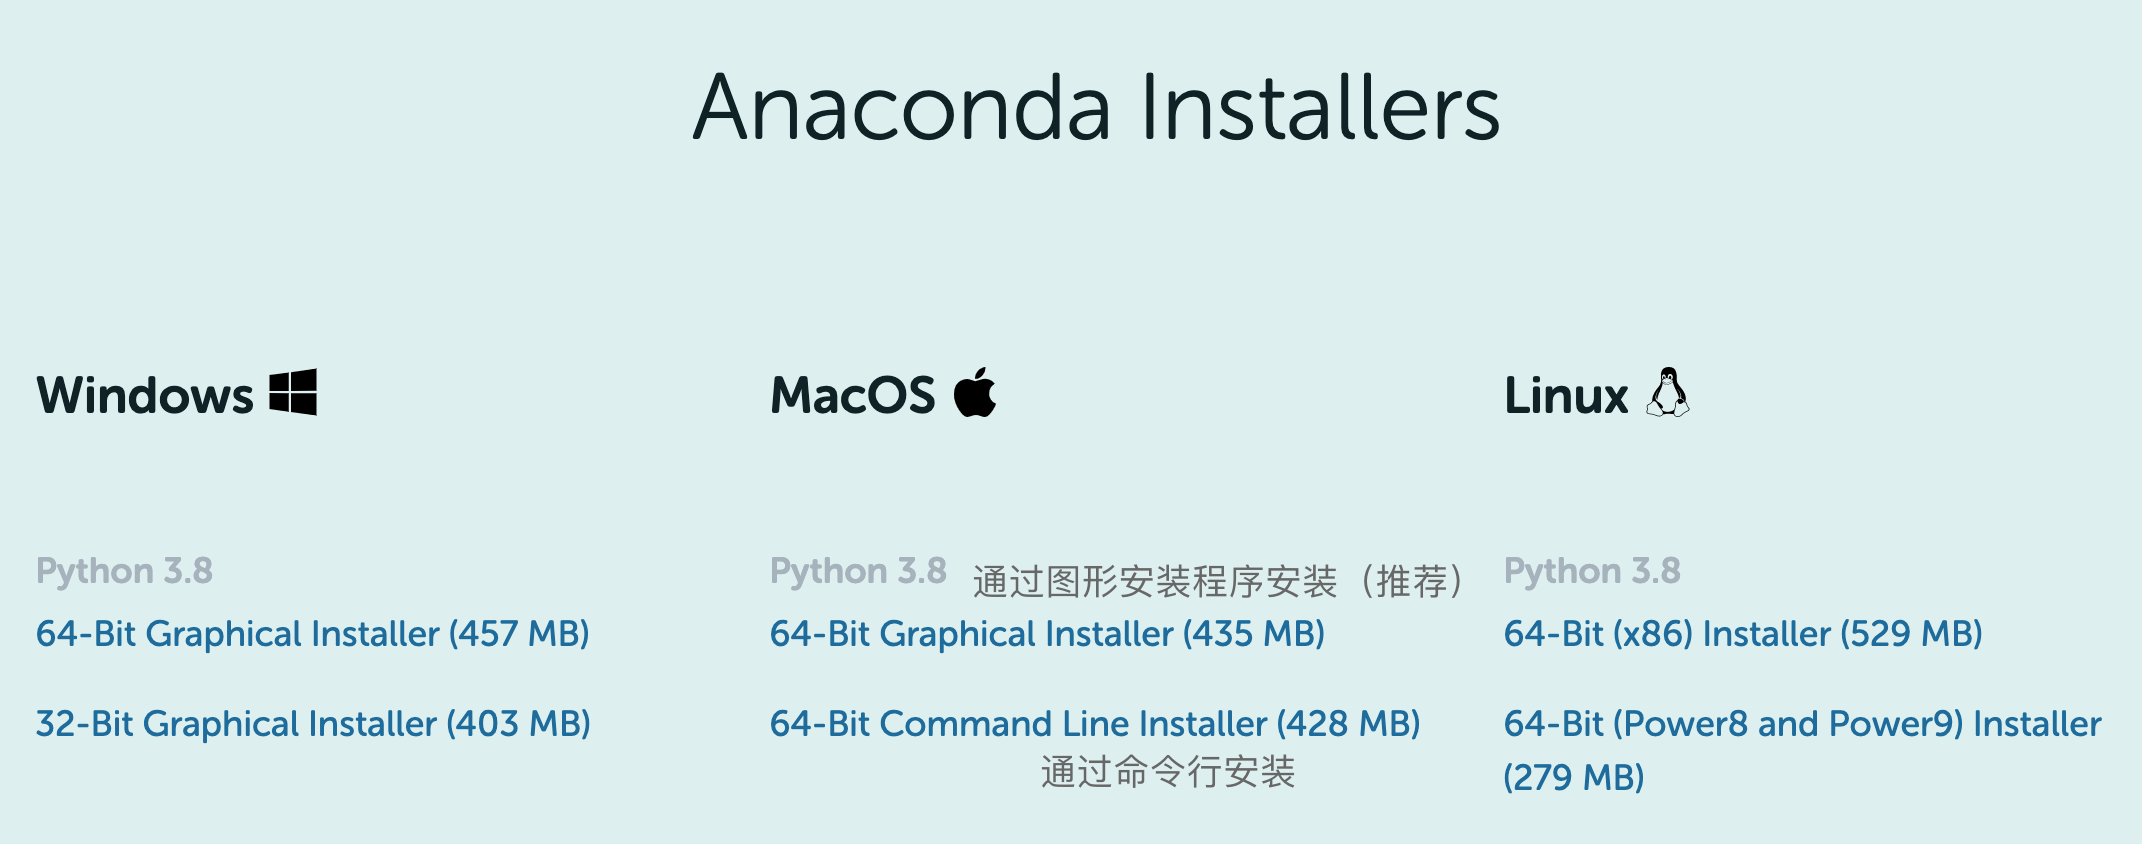 Anaconda Installers
Windows
Python 3.8
64-Bit Graphical Installer (457 MB)
32-Bit Graphical Installer (403 MB)
MacOS
Python 3.8 通过图形安装程序安装（推荐）
64-Bit Graphical Installer (435 MB)
64-Bit Command Line Installer (428 MB)
通过命令行安装
Linux
Python 3.8
64-Bit (x86) Installer (529 MB)
64-Bit (Power8 and Power9) Installer
(279 MB)